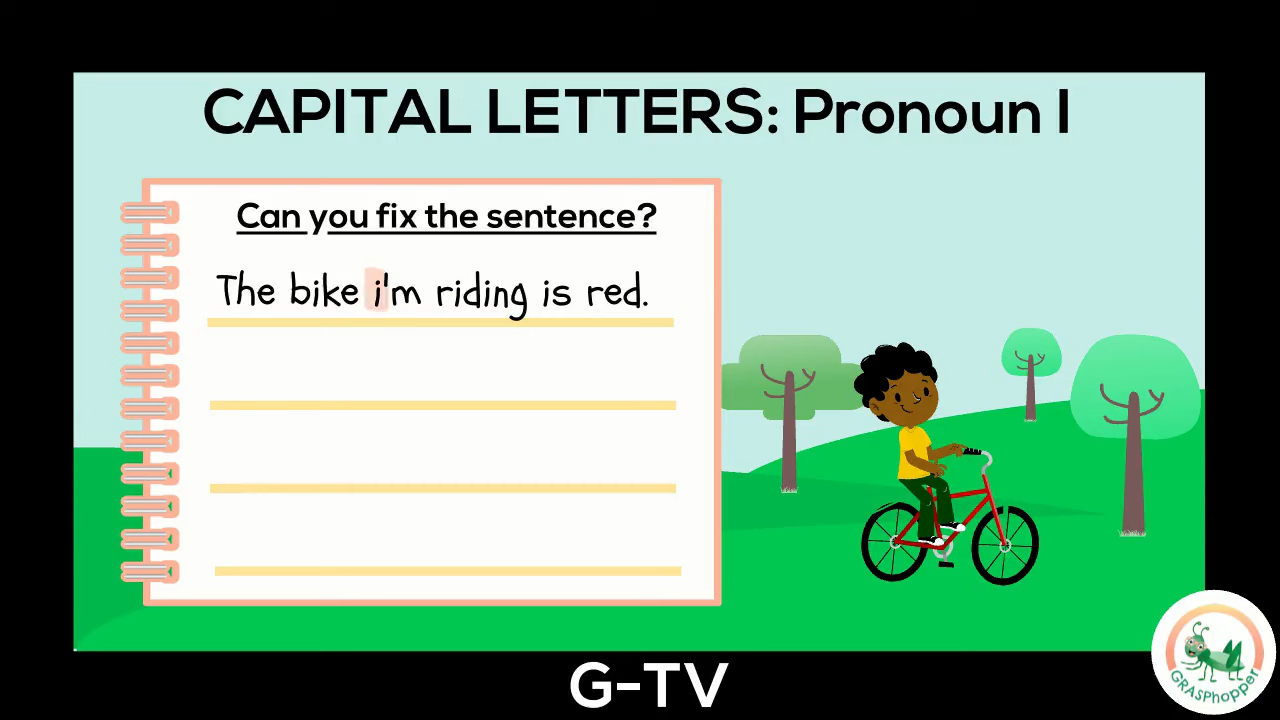 CAPITAL LETTERS: Pronoun I
Can you fix the sentence?
The bike i'm riding is red.
G-TV
GRASPhopper